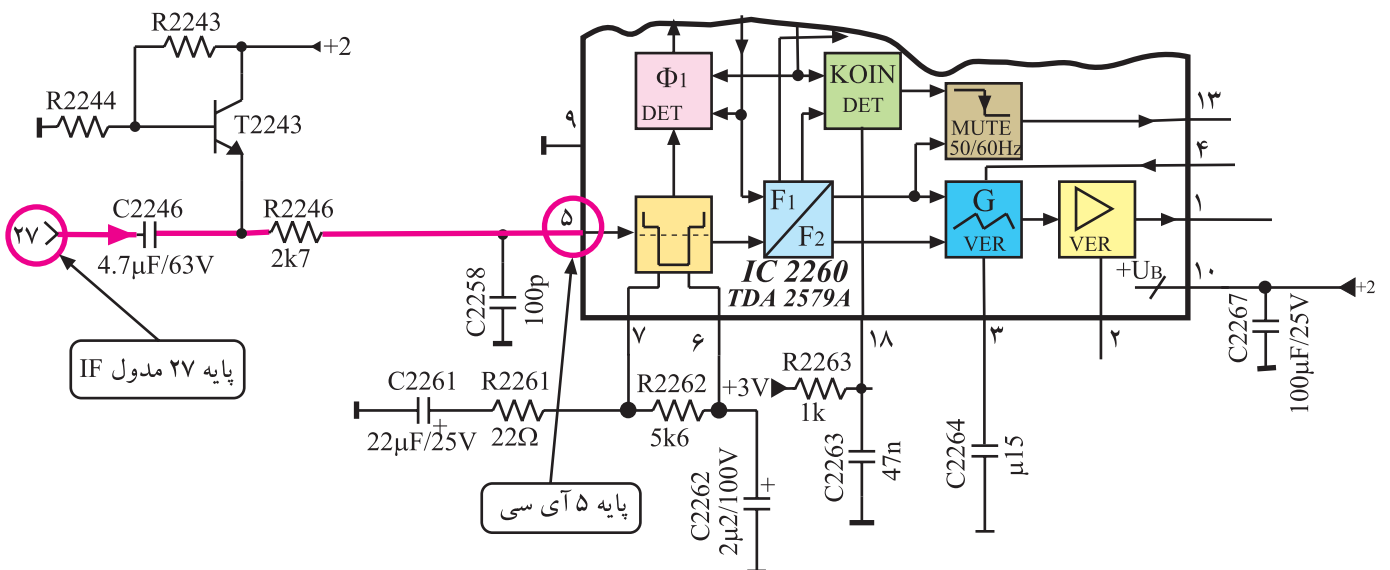 R2243
+2
R2244
T2243
۲۷
C2246
4.7µF/63V
R2246
2k7
C2258
100p
۵
۹
Φ1
DET
KOIN
DET
MUTE
50/60Hz
۱۳
۴
F1
F2
G
VER
VER
۱
IC 2260
TDA 2579A
+UB
۱۰
+2
C2267
100µF/25V
۷
۶
۱۸
۳
۲
پایه ۲۷ مدول IF
C2261
22µF/25V
R2261
22Ω
R2262
5k6
+3V
R2263
1k
C2262
2µ2/100V
+
+
C2263
47n
C2264
µ15
پایه ۵ آی سی